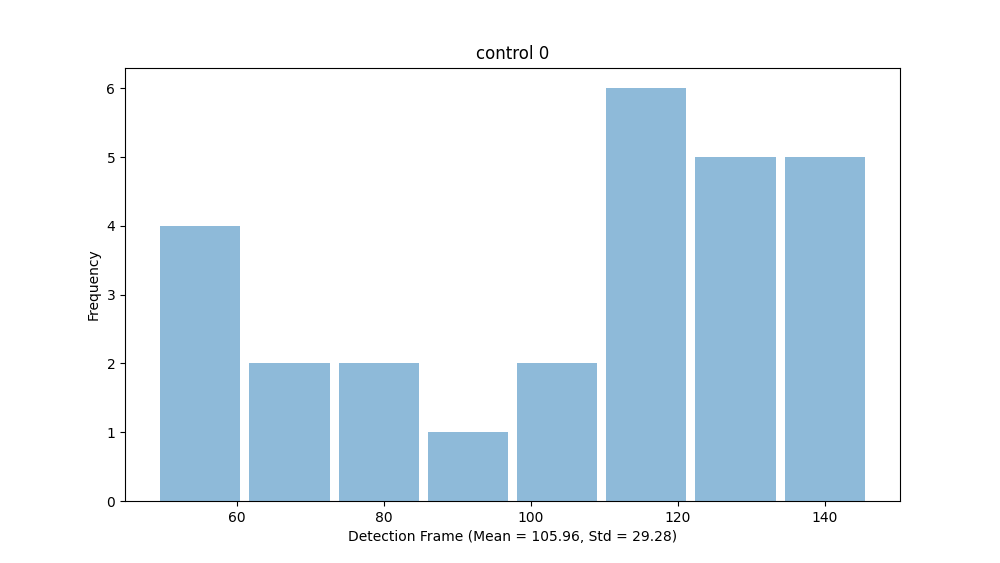 control 0
6
5
4
3
2
1
0
Frequency
60 80 100 120 140
Detection Frame (Mean = 105.96, Std = 29.28)